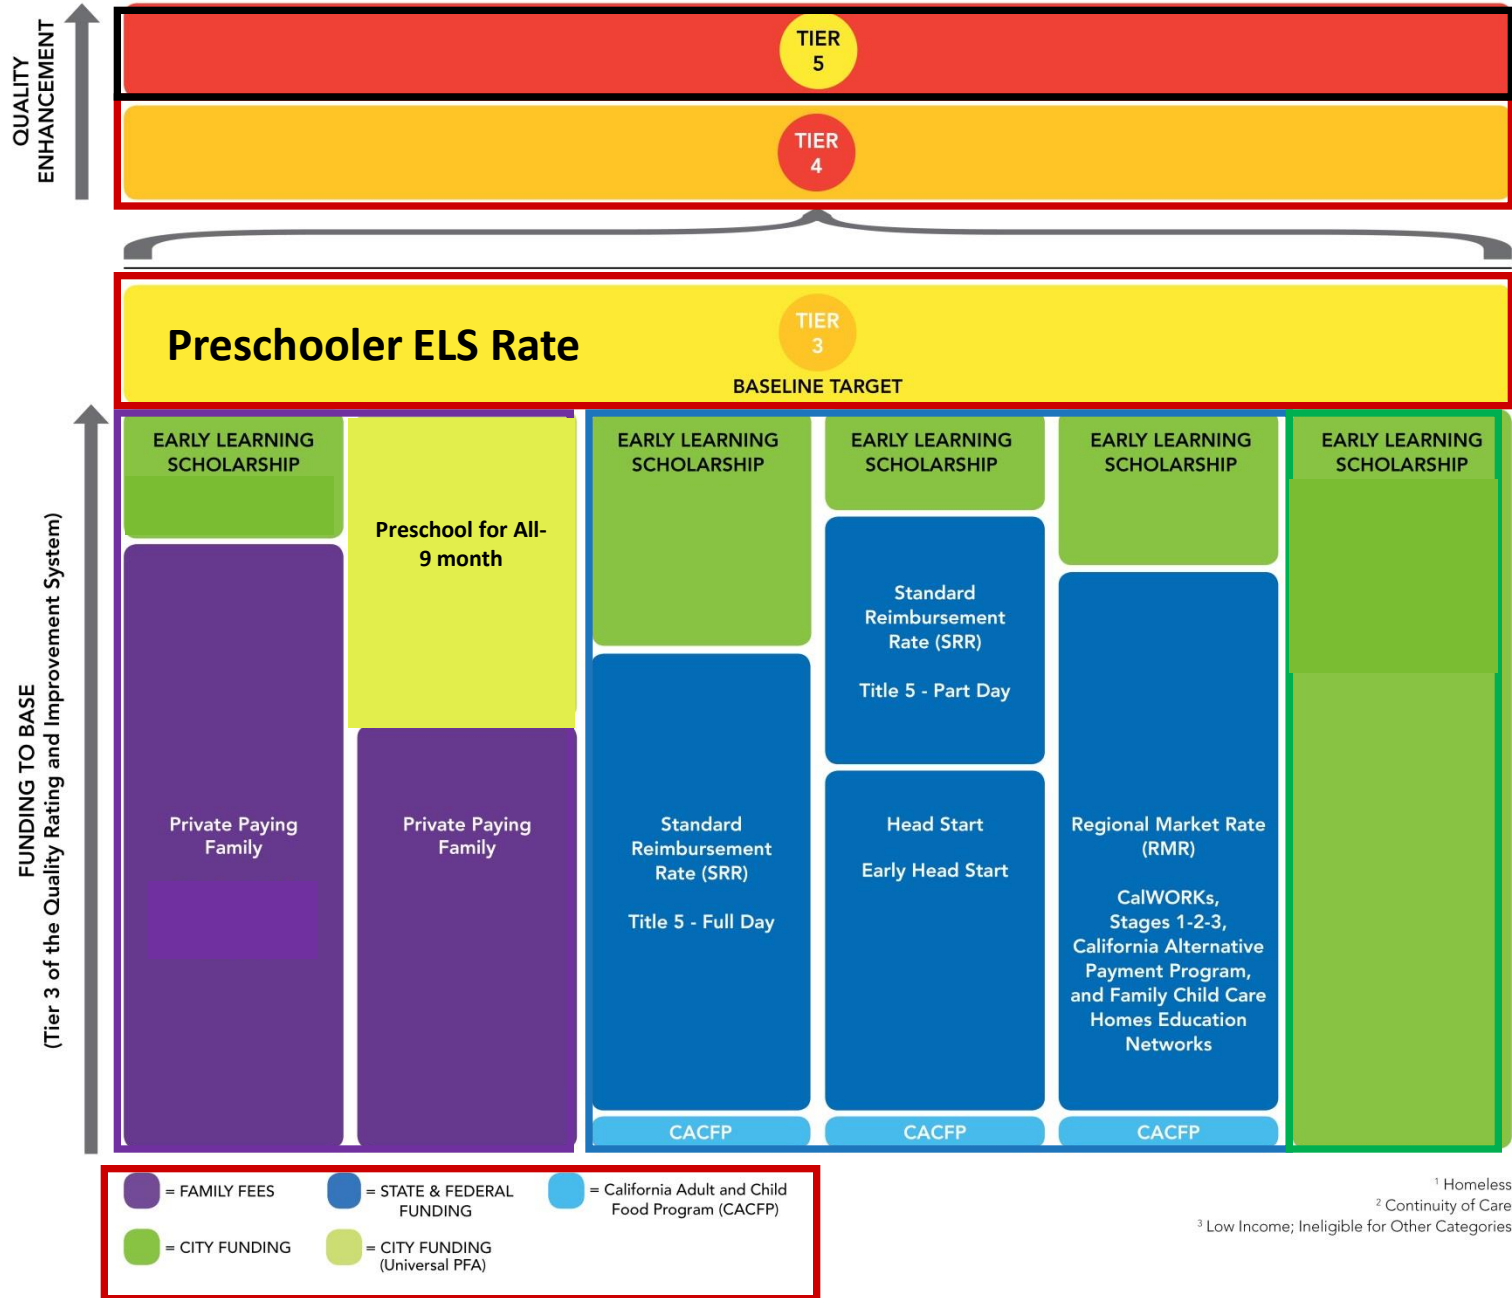 QUALITY
ENHANCEMENT
TIER
5
TIER
4
Preschooler ELS Rate
TIER
3
BASELINE TARGET
FUNDING TO BASE
(Tier 3 of the Quality Rating and Improvement System)
EARLY LEARNING
SCHOLARSHIP
Private Paying
Family
Preschool for All-
9 month
Private Paying
Family
EARLY LEARNING
SCHOLARSHIP
Standard
Reimbursement
Rate (SRR)
Title 5 - Full Day
CACFP
EARLY LEARNING
SCHOLARSHIP
Standard
Reimbursement
Rate (SRR)
Title 5 - Part Day
Head Start
Early Head Start
CACFP
EARLY LEARNING
SCHOLARSHIP
Regional Market Rate
(RMR)
CalWORKs,
Stages 1-2-3,
California Alternative
Payment Program,
and Family Child Care
Homes Education
Networks
CACFP
EARLY LEARNING
SCHOLARSHIP
= FAMILY FEES
= STATE & FEDERAL
FUNDING
= California Adult and Child
Food Program (CACFP)
= CITY FUNDING
= CITY FUNDING
(Universal PFA)
1 Homeless
2 Continuity of Care
3 Low Income; Ineligible for Other Categories